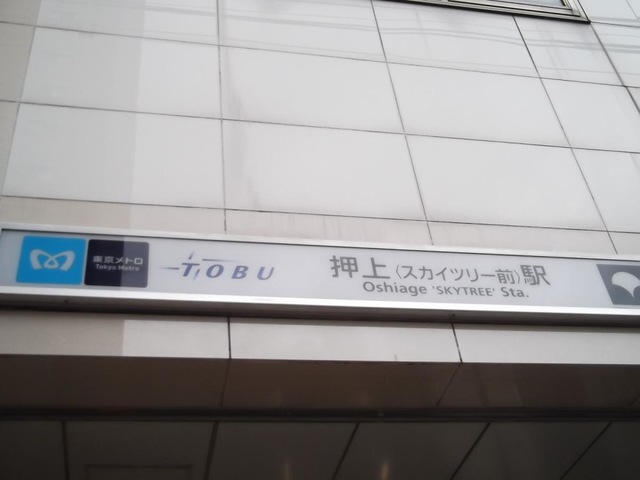 東京メトロ
Tokyo Metro
TOBU
押上(スカイツリー前)駅
Oshiage 'SKYTREE' Sta.